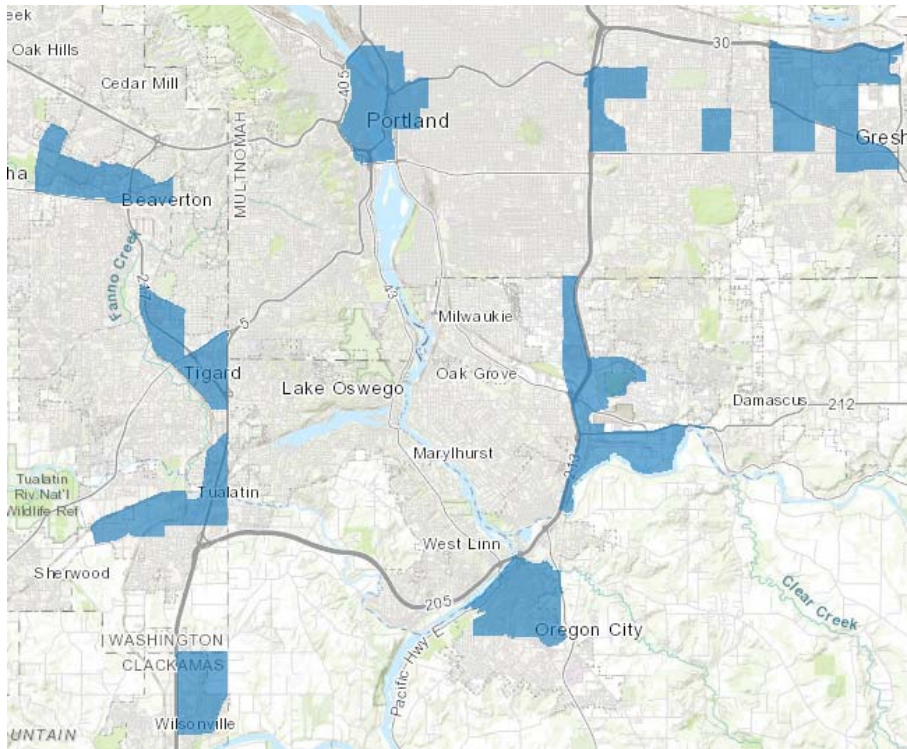 eek
Oak Hills
30
Cedar Mill
405
Portland
Gresh
ha
Beaverton
MULTNOMAH
Fanno Creek
217
43
5
Milwaukie
Tigard
Oak Grove
Lake Oswego
Damascus
212
Marylhurst
213
Tualatin
Riv.Nat'l
Wildlife Ref
Tualatin
West Linn
Sherwood
Clear Creek
205
Oregon City
WASHINGTON
CLACKAMAS
Pacific Hwy E
Wilsonville
UNTAIN